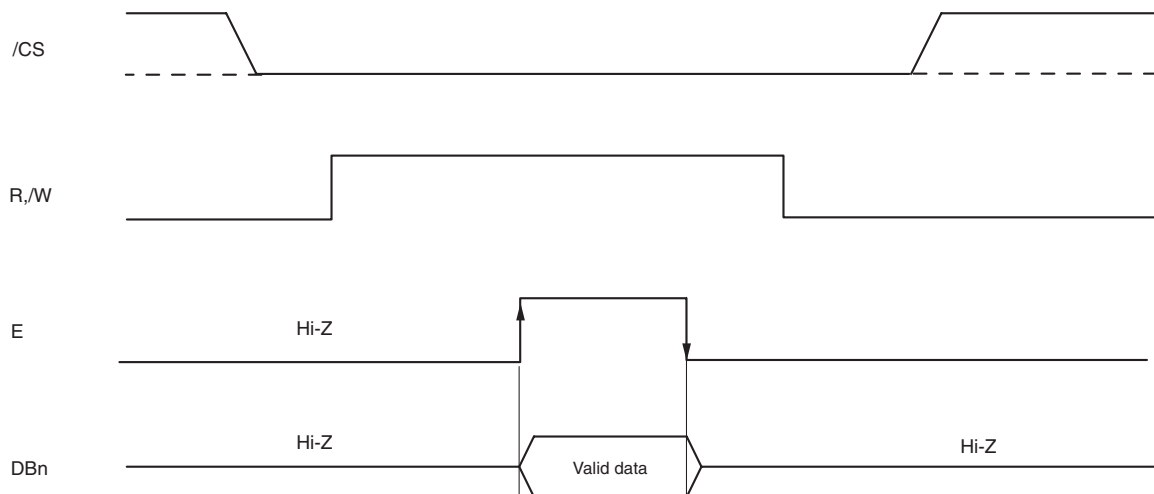 /CS
R,/W
E
Hi-Z
DBn
Hi-Z
Valid data
Hi-Z